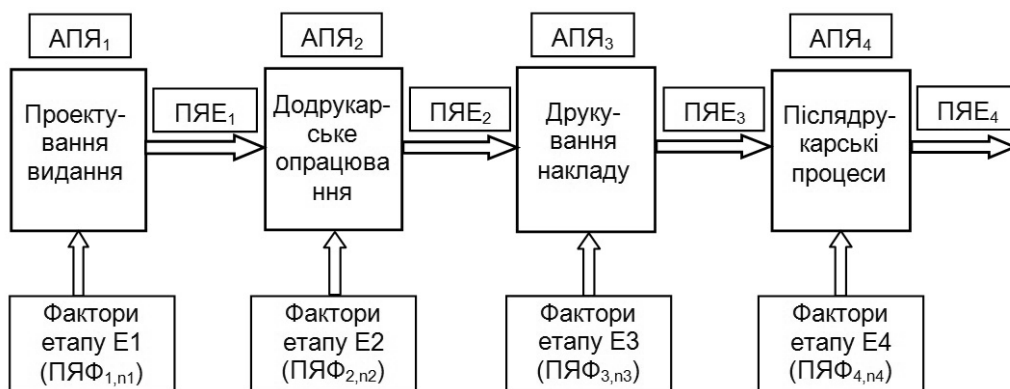 АПЯ₁
АПЯ₂
АПЯ₃
АПЯ₄
Проекту-
вання
видання
ПЯЕ₁
Додрукар-
ське
опрацюва
ння
ПЯЕ₂
Друку-
вання
накладу
ПЯЕ₃
Післядру-
карські
процеси
ПЯЕ₄
Фактори
етапу Е1
(ПЯФ₁,n1)
Фактори
етапу Е2
(ПЯФ₂,n2)
Фактори
етапу Е3
(ПЯФ₃,n3)
Фактори
етапу Е4
(ПЯФ₄,n4)